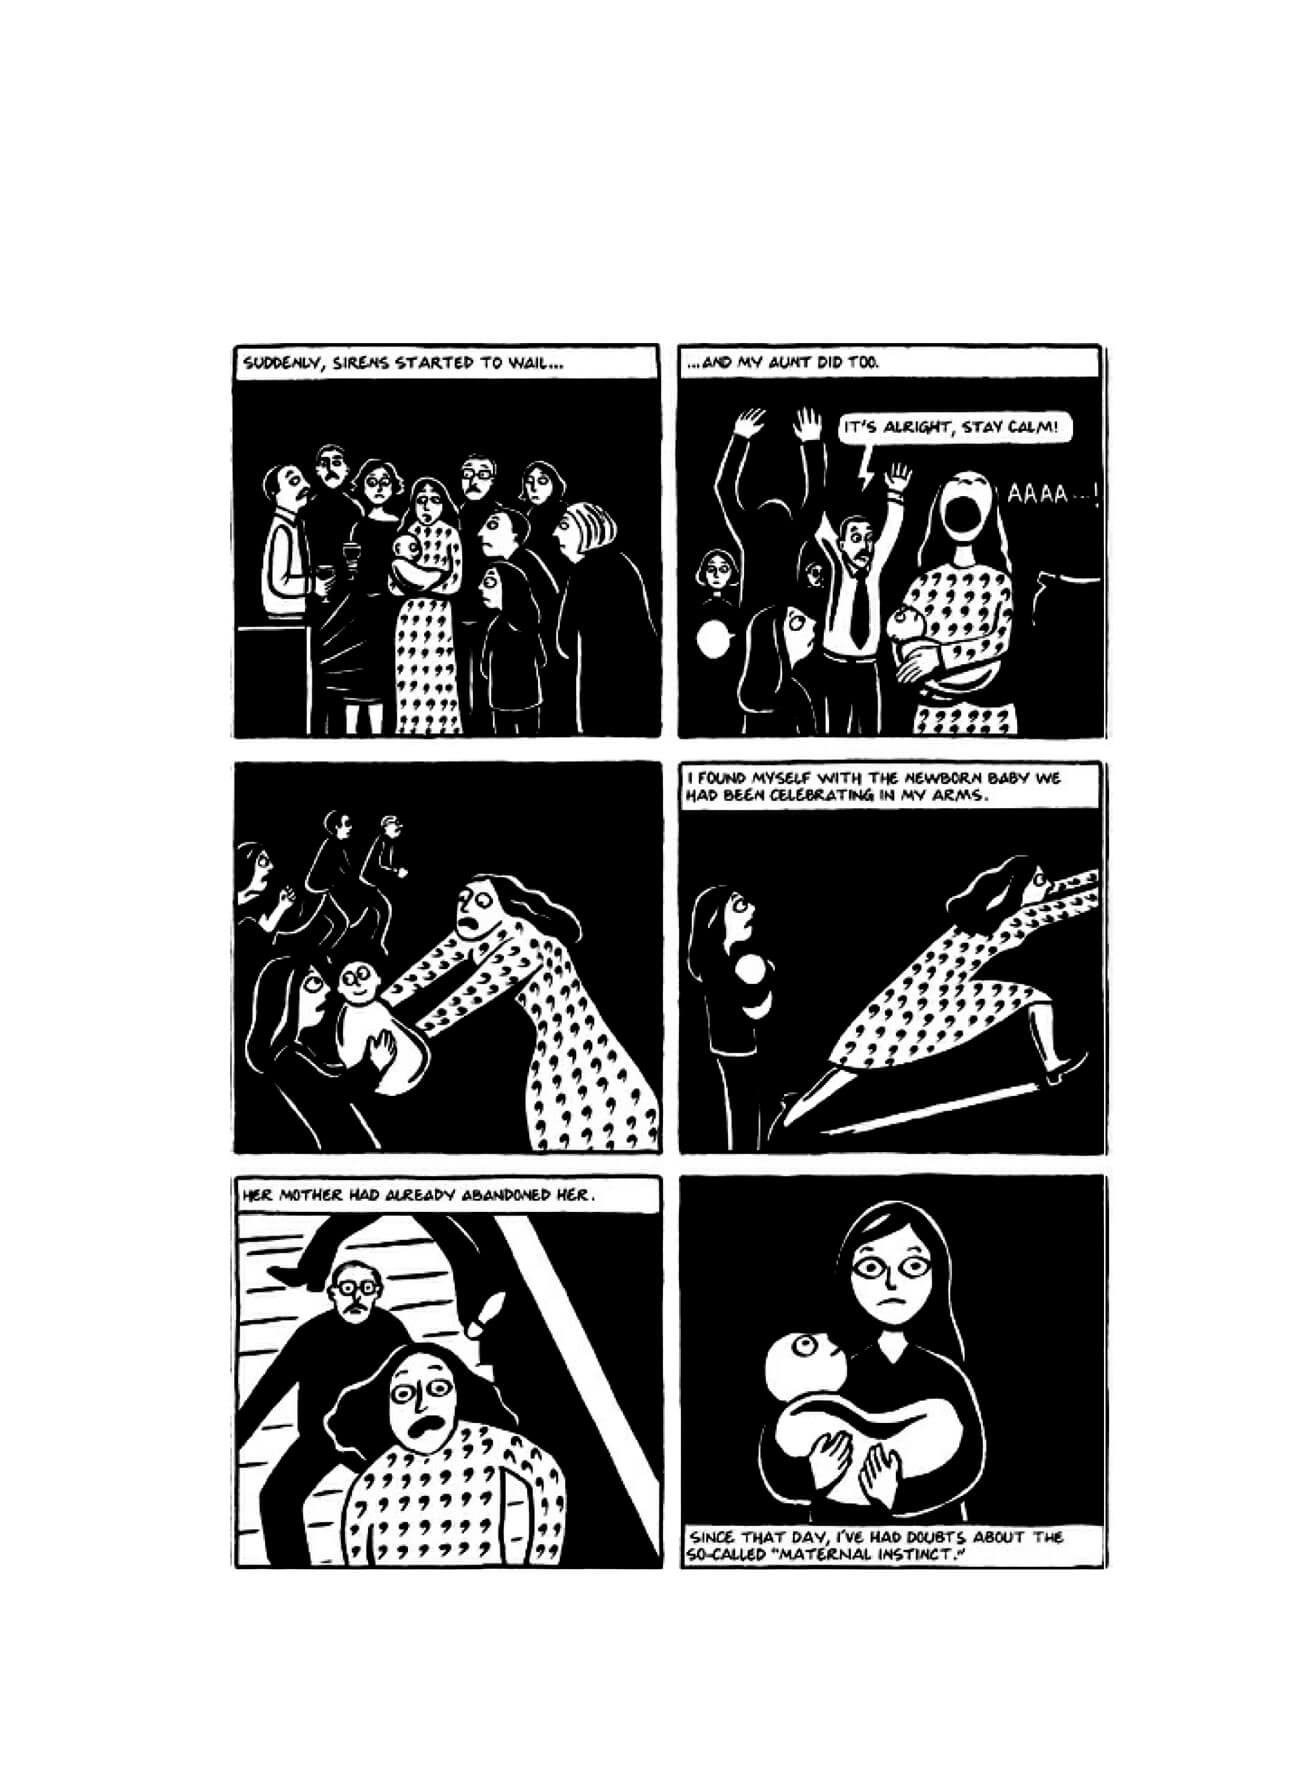 SUDDENLY, SIRENS STARTED TO WAIL...
...AND MY AUNT DID TOO.
IT'S ALRIGHT, STAY CALM!
AAAA...!
I FOUND MYSELF WITH THE NEWBORN BABY WE
HAD BEEN CELEBRATING IN MY ARMS.
HER MOTHER HAD ALREADY ABANDONED HER.
SINCE THAT DAY, I'VE HAD DOUBTS ABOUT THE
SO-CALLED "MATERNAL INSTINCT."